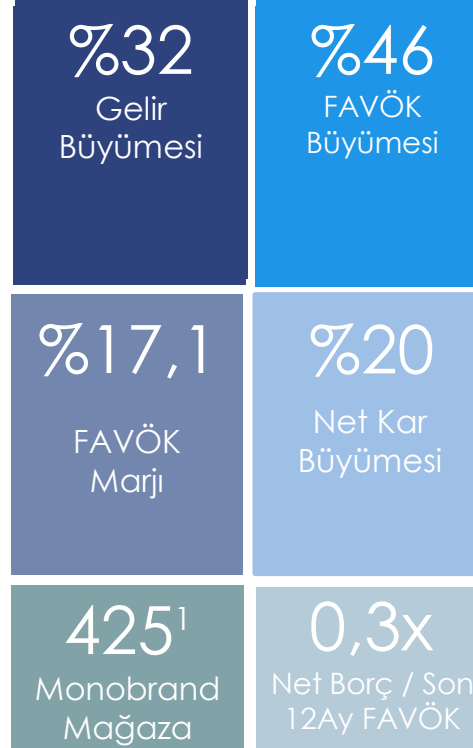 %32
Gelir
Büyümesi
%46
FAVÖK
Büyümesi
%17,1
FAVÖK
Marjı
%20
Net Kar
Büyümesi
425¹
Monobrand
Mağaza
0,3x
Net Borç / Son
12Ay FAVÖK